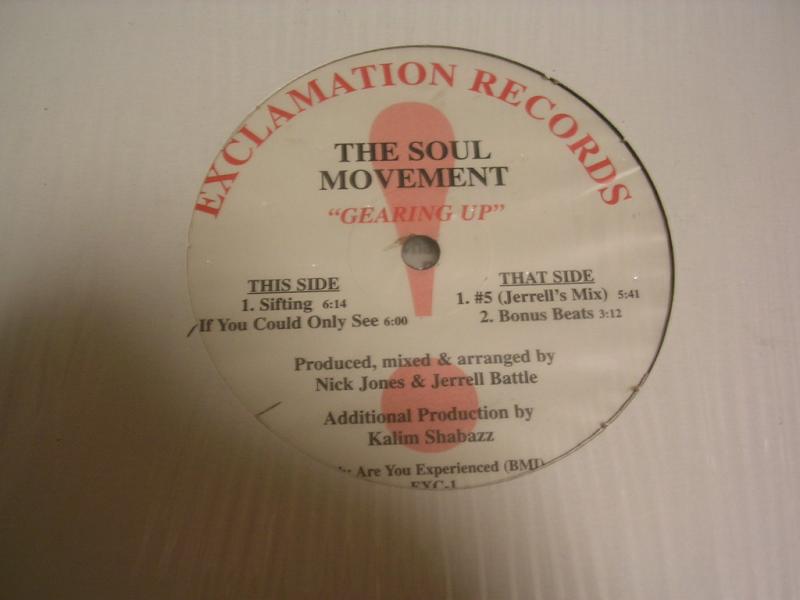 EXCLAMATION RECORDS
THE SOUL
MOVEMENT
"GEARING UP"
THIS SIDE
1. Sifting 6:14
If You Could Only See 6:00
THAT SIDE
1. #5 (Jerrell's Mix) 5:41
2. Bonus Beats 3:12
Produced, mixed & arranged by
Nick Jones & Jerrell Battle
Additional Production by
Kalim Shabazz
Are You Experienced (BMI)
EXC-1